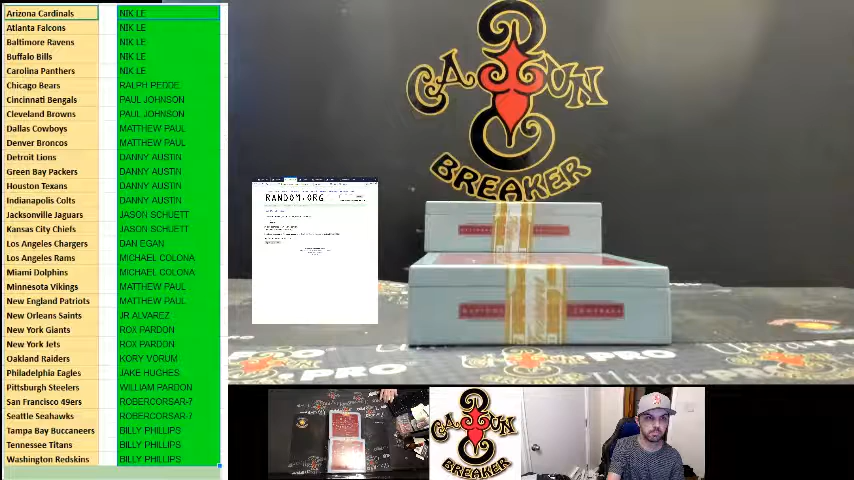 Arizona Cardinals NIK LE
Atlanta Falcons NIK LE
Baltimore Ravens NIK LE
Buffalo Bills NIK LE
Carolina Panthers NIK LE
Chicago Bears RALPH PEDDE
Cincinnati Bengals PAUL JOHNSON
Cleveland Browns PAUL JOHNSON
Dallas Cowboys MATTHEW PAUL
Denver Broncos MATTHEW PAUL
Detroit Lions DANNY AUSTIN
Green Bay Packers DANNY AUSTIN
Houston Texans DANNY AUSTIN
Indianapolis Colts DANNY AUSTIN
Jacksonville Jaguars JASON SCHUETT
Kansas City Chiefs JASON SCHUETT
Los Angeles Chargers DAN EGAN
Los Angeles Rams MICHAEL COLONA
Miami Dolphins MICHAEL COLONA
Minnesota Vikings MATTHEW PAUL
New England Patriots MATTHEW PAUL
New Orleans Saints JR ALVAREZ
New York Giants ROX PARDON
New York Jets ROX PARDON
Oakland Raiders KORY VORUM
Philadelphia Eagles JAKE HUGHES
Pittsburgh Steelers WILLIAM PARDON
San Francisco 49ers ROBERCORSAR-7
Seattle Seahawks ROBERCORSAR-7
Tampa Bay Buccaneers BILLY PHILLIPS
Tennessee Titans BILLY PHILLIPS
Washington Redskins BILLY PHILLIPS
CAJUN
BREAKER
RANDOM.ORG
PRO
CAJUN
BREAKER